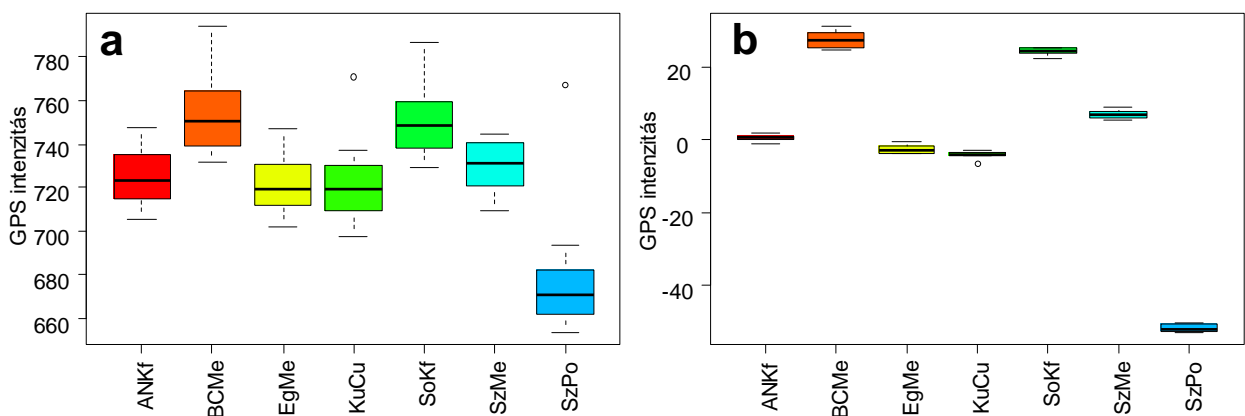 a
GPS intenzitás
780
760
740
720
700
680
660
ANKf
BCMe
EgMe
KuCu
SoKf
SzMe
SzPo
b
GPS intenzitás
20
0
-20
-40
ANKf
BCMe
EgMe
KuCu
SoKf
SzMe
SzPo